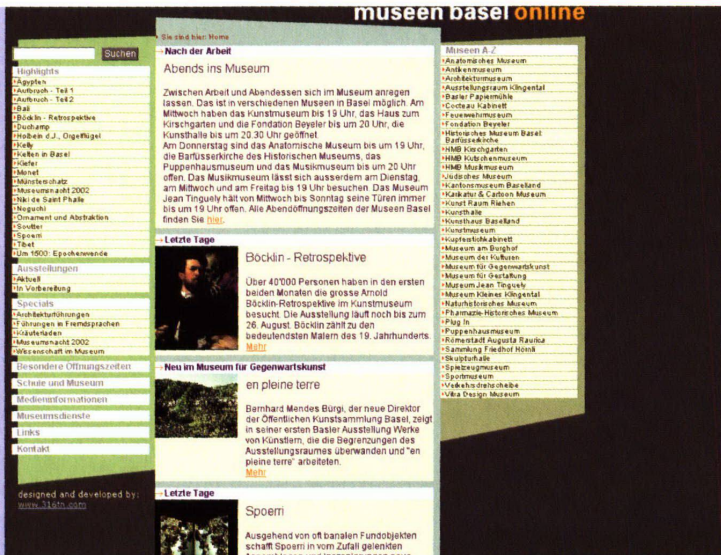 museen basel online
Sie sind hier: Home
Suchen
Highlights
Ägypten
Aufbruch - Teil 1
Aufbruch - Teil 2
Bali
Böcklin - Retrospektive
Duchamp
Holbein d.J., Orgelflügel
Kelly
Kelten in Basel
Kiefer
Monet
Münsterschatz
Museumsnacht 2002
Niki de Saint Phalle
Noguchi
Ornament und Abstraktion
Soutter
Spoerri
Tibet
Um 1500: Epochenwende
Ausstellungen
Aktuell
In Vorbereitung
Specials
Architekturführungen
Führungen in Fremdsprachen
Kräuterladen
Museumsnacht 2002
Wissenschaft im Museum
Besondere Öffnungszeiten
Schule und Museum
Medieninformationen
Museumsdienste
Links
Kontakt
designed and developed by:
www.316tn.com
Nach der Arbeit
Abends ins Museum
Zwischen Arbeit und Abendessen sich im Museum anregen
lassen. Das ist in verschiedenen Museen in Basel möglich. Am
Mittwoch haben das Kunstmuseum bis 19 Uhr, das Haus zum
Kirschgarten und die Fondation Beyeler bis um 20 Uhr, die
Kunsthalle bis um 20.30 Uhr geöffnet.
Am Donnerstag sind das Anatomische Museum bis um 19 Uhr,
die Barfüsserkirche des Historischen Museums, das
Puppenhausmuseum und das Musikmuseum bis um 20 Uhr
offen. Das Musikmuseum lässt sich ausserdem am Dienstag,
am Mittwoch und am Freitag bis 19 Uhr besuchen. Das Museum
Jean Tinguely hält von Mittwoch bis Sonntag seine Türen immer
bis um 19 Uhr offen. Alle Abendöffnungszeiten der Museen Basel
finden Sie hier.
Letzte Tage
Böcklin - Retrospektive
Über 40'000 Personen haben in den ersten
beiden Monaten die grosse Arnold
Böcklin-Retrospektive im Kunstmuseum
besucht. Die Ausstellung läuft noch bis zum
26. August. Böcklin zählt zu den
bedeutendsten Malern des 19. Jahrhunderts.
Mehr
Neu im Museum für Gegenwartskunst
en pleine terre
Bernhard Mendes Bürgi, der neue Direktor
der Öffentlichen Kunstsammlung Basel, zeigt
in seiner ersten Basler Ausstellung Werke
von Künstlern, die die Begrenzungen des
Ausstellungsraumes überwanden und "en
pleine terre" arbeiteten.
Mehr
Letzte Tage
Spoerri
Ausgehend von oft banalen Fundobjekten
schafft Spoerri in vom Zufall gelenkten
Museen A-Z
Anatomisches Museum
Antikenmuseum
Architekturmuseum
Ausstellungsraum Klingental
Basler Papiermühle
Cocteau Kabinett
Feuerwehrmuseum
Fondation Beyeler
Historisches Museum Basel:
Barfüsserkirche
HMB Kirschgarten
HMB Kutschenmuseum
HMB Musikmuseum
Jüdisches Museum
Kantonsmuseum Baselland
Karikatur & Cartoon Museum
Kunst Raum Riehen
Kunsthalle
Kunsthaus Baselland
Kunstmuseum
Kupferstichkabinett
Museum am Burghof
Museum der Kulturen
Museum für Gegenwartskunst
Museum für Gestaltung
Museum Jean Tinguely
Museum Kleines Klingental
Naturhistorisches Museum
Pharmazie-Historisches Museum
Plug In
Puppenhausmuseum
Römerstadt Augusta Raurica
Sammlung Friedhof Hörnli
Skulpturhalle
Spielzeugmuseum
Sportmuseum
Verkehrsdrehscheibe
Vitra Design Museum